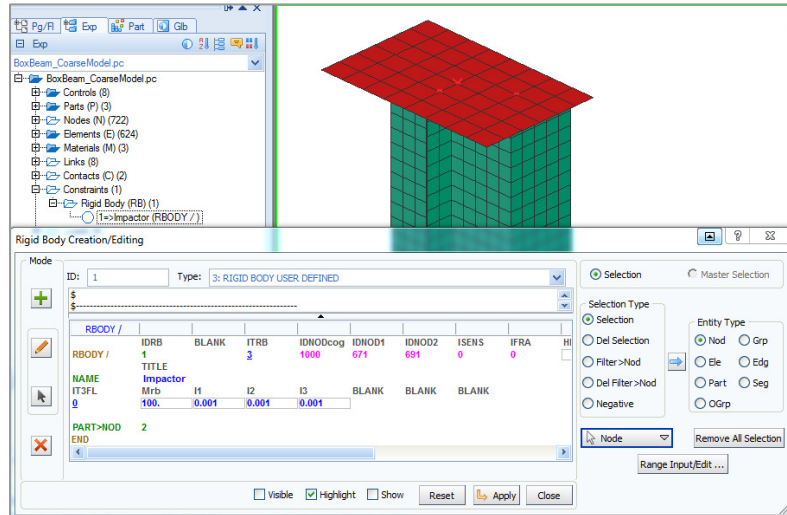 Pg/Fl Exp Part Glb
Exp
BoxBeam_CoarseModel.pc
BoxBeam_CoarseModel.pc
Controls (8)
Parts (P) (3)
Nodes (N) (722)
Elements (E) (624)
Materials (M) (3)
Links (8)
Contacts (C) (2)
Constraints (1)
Rigid Body (RB) (1)
1=>Impactor (RBODY / )
Rigid Body Creation/Editing
Mode
ID: 1 Type: 3: RIGID BODY USER DEFINED
$
RBODY /
IDRB BLANK ITRB IDNODcog IDNOD1 IDNOD2 ISENS IFRA
RBODY / 1 3 1000 671 691 0 0
TITLE
NAME Impactor
IT3FL Mrb I1 I2 I3 BLANK BLANK BLANK
0 100. 0.001 0.001 0.001
PART>NOD 2
END
Visible Highlight Show Reset Apply Close
Selection Master Selection
Selection Type
Selection
Del Selection
Filter>Nod
Del Filter>Nod
Negative
Entity Type
Nod Grp
Ele Edg
Part Seg
OGrp
Node Remove All Selection
Range Input/Edit ...